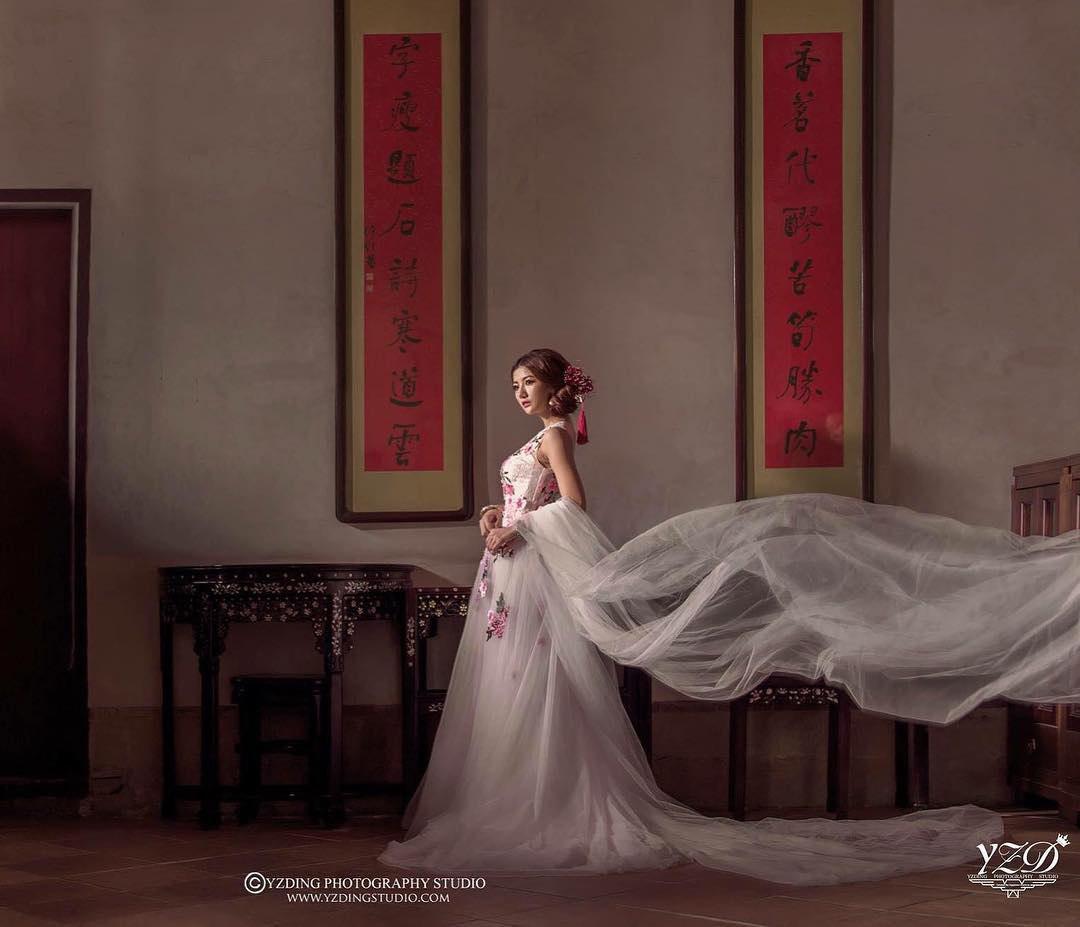 香茗代醪苦筍勝肉
字瘦題石詩寒道雲
©YZDING PHOTOGRAPHY STUDIO
WWW.YZDINGSTUDIO.COM
YZD
YZDING PHOTOGRAPHY STUDIO